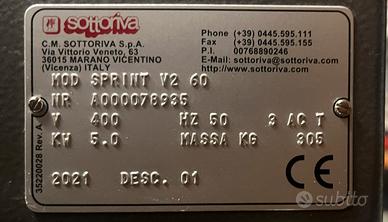 sottoriva
C.M. SOTTORIVA S.p.A.
Via Vittorio Veneto, 63
36015 MARANO VICENTINO
(Vicenza) ITALY
Phone (+39) 0445.595.111
Fax (+39) 0445.595.155
P.I. 00768890246
E-Mail: sottoriva@sottoriva.com
http://www.sottoriva.com
MOD SPRINT V2 60
NR A000076935
V 400 HZ 50 3 AC T
KW 5.0 MASSA KG 305
2021 DESC. 01
CE
35220028 Rev. A
subito